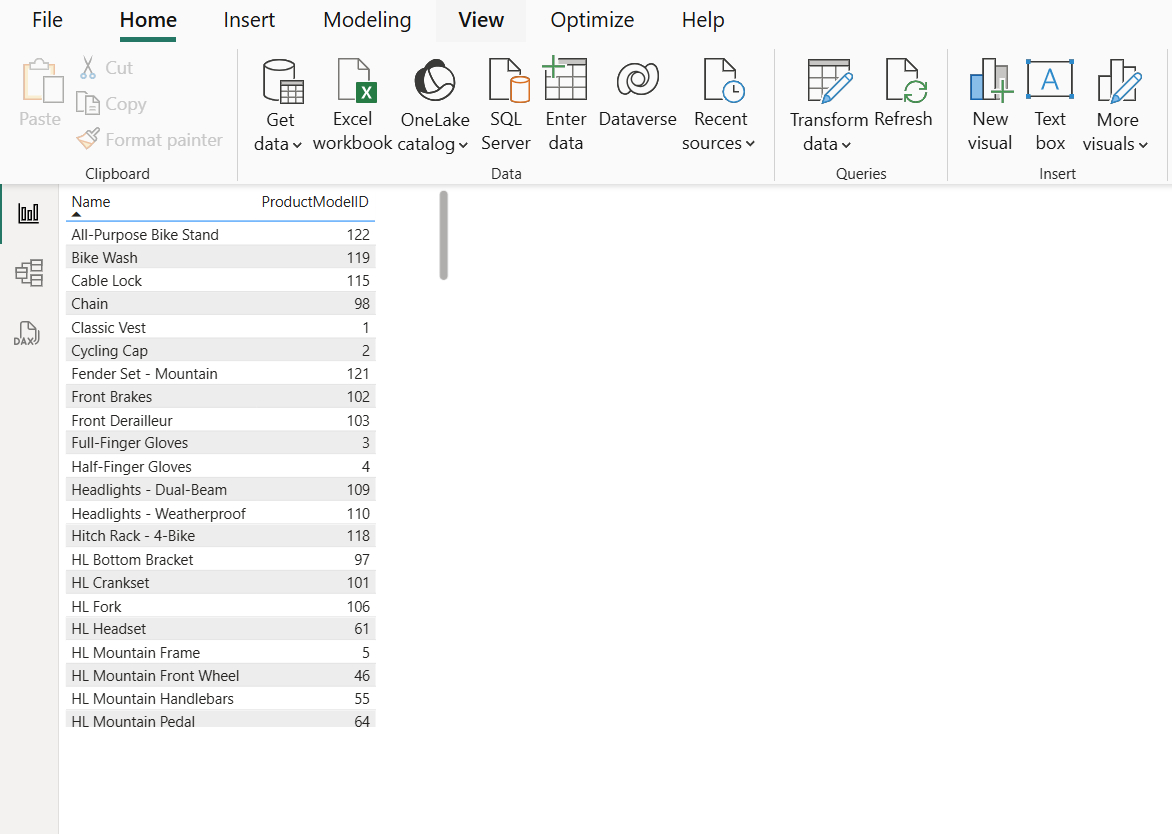 File Home Insert Modeling View Optimize Help
Paste
Cut
Copy
Format painter
Clipboard
Get
data
Excel
workbook
OneLake
catalog
SQL
Server
Enter
data
Dataverse
Recent
sources
Data
Transform
data
Refresh
Queries
New
visual
A
Text
box
More
visuals
Insert
DAX
Name ProductModelID
All-Purpose Bike Stand 122
Bike Wash 119
Cable Lock 115
Chain 98
Classic Vest 1
Cycling Cap 2
Fender Set - Mountain 121
Front Brakes 102
Front Derailleur 103
Full-Finger Gloves 3
Half-Finger Gloves 4
Headlights - Dual-Beam 109
Headlights - Weatherproof 110
Hitch Rack - 4-Bike 118
HL Bottom Bracket 97
HL Crankset 101
HL Fork 106
HL Headset 61
HL Mountain Frame 5
HL Mountain Front Wheel 46
HL Mountain Handlebars 55
HL Mountain Pedal 64